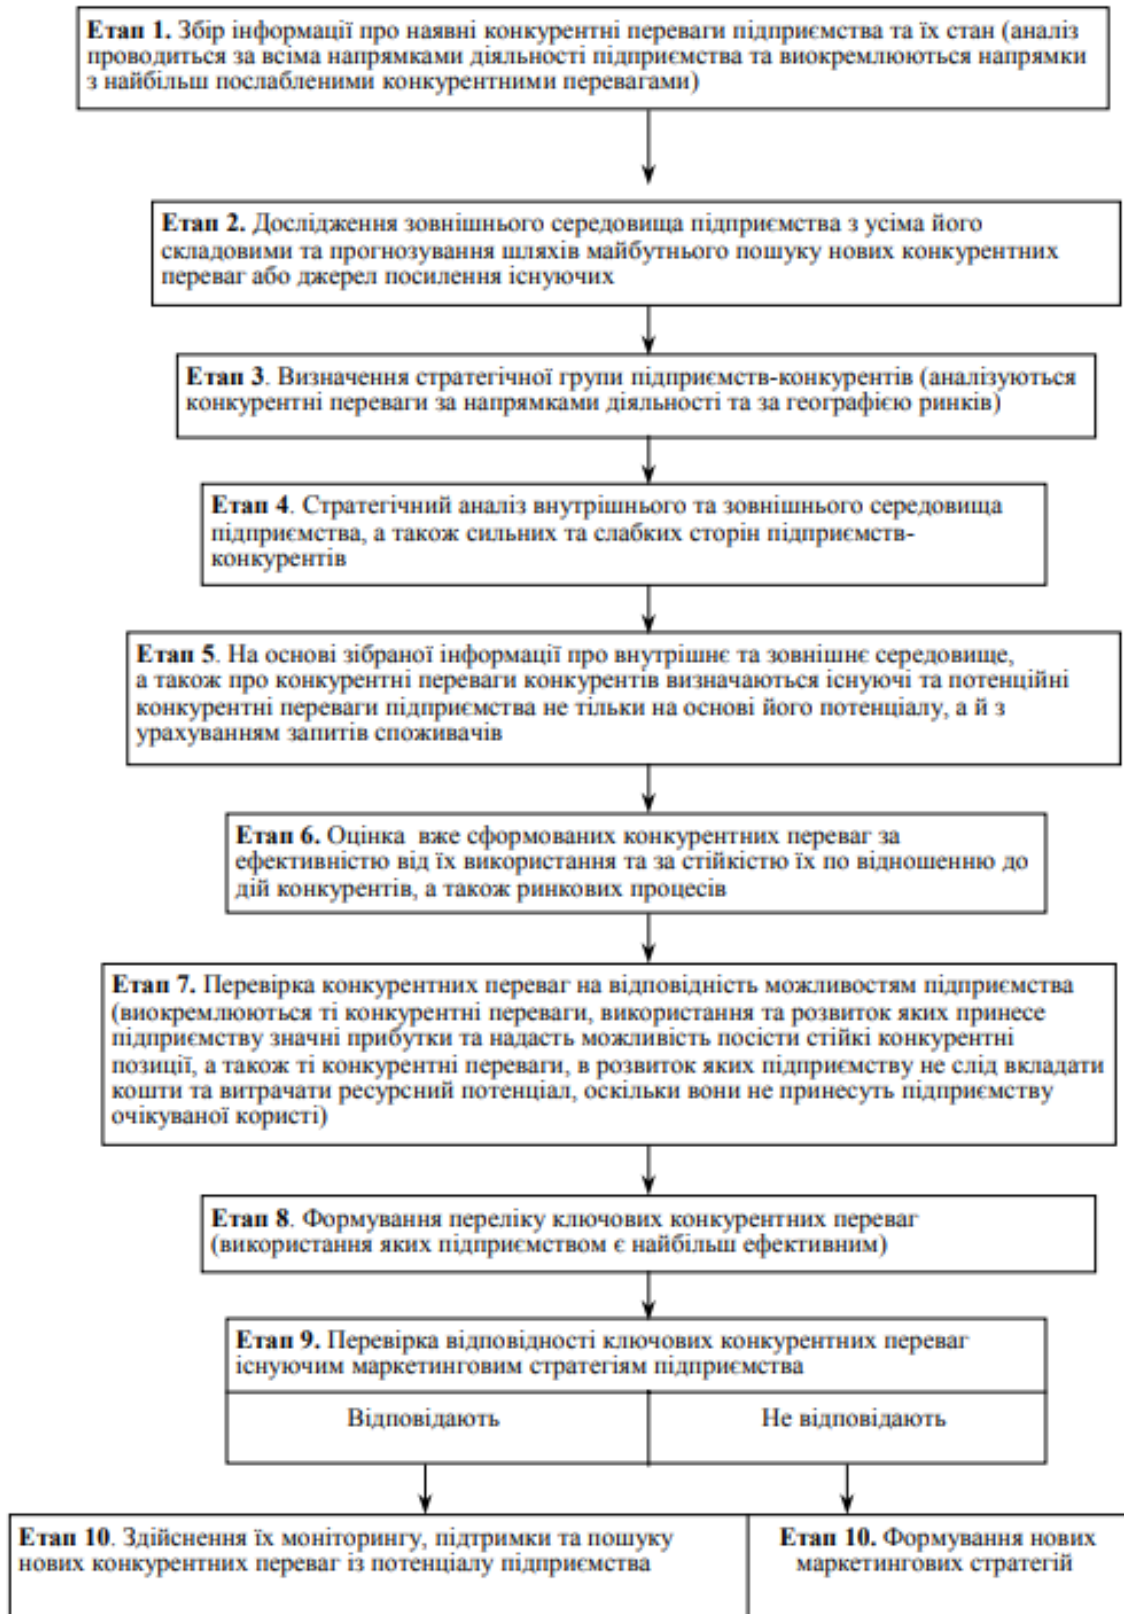 Етап 1. Збір інформації про наявні конкурентні переваги підприємства та їх стан (аналіз
проводиться за всіма напрямками діяльності підприємства та виокремлюються напрямки
з найбільш послабленими конкурентними перевагами)
Етап 2. Дослідження зовнішнього середовища підприємства з усіма його
складовими та прогнозування шляхів майбутнього пошуку нових конкурентних
переваг або джерел посилення існуючих
Етап 3. Визначення стратегічної групи підприємств-конкурентів (аналізуються
конкурентні переваги за напрямками діяльності та за географією ринків)
Етап 4. Стратегічний аналіз внутрішнього та зовнішнього середовища
підприємства, а також сильних та слабких сторін підприємств-
конкурентів
Етап 5. На основі зібраної інформації про внутрішнє та зовнішнє середовище,
а також про конкурентні переваги конкурентів визначаються існуючі та потенційні
конкурентні переваги підприємства не тільки на основі його потенціалу, а й з
урахуванням запитів споживачів
Етап 6. Оцінка вже сформованих конкурентних переваг за
ефективністю від їх використання та за стійкістю їх по відношенню до
дій конкурентів, а також ринкових процесів
Етап 7. Перевірка конкурентних переваг на відповідність можливостям підприємства
(виокремлюються ті конкурентні переваги, використання та розвиток яких принесе
підприємству значні прибутки та надасть можливість посісти стійкі конкурентні
позиції, а також ті конкурентні переваги, в розвиток яких підприємству не слід вкладати
кошти та витрачати ресурсний потенціал, оскільки вони не принесуть підприємству
очікуваної користі)
Етап 8. Формування переліку ключових конкурентних переваг
(використання яких підприємством є найбільш ефективним)
Етап 9. Перевірка відповідності ключових конкурентних переваг
існуючим маркетинговим стратегіям підприємства
Відповідають
Не відповідають
Етап 10. Здійснення їх моніторингу, підтримки та пошуку
нових конкурентних переваг із потенціалу підприємства
Етап 10. Формування нових
маркетингових стратегій